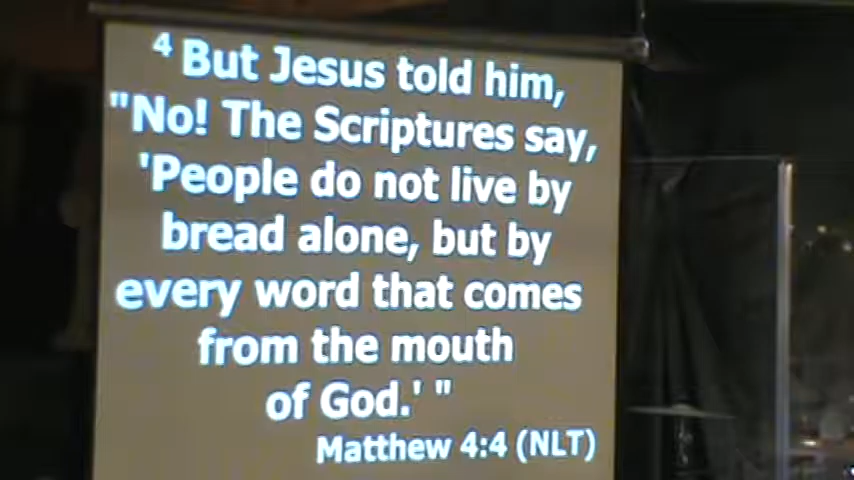 4 But Jesus told him,
"No! The Scriptures say,
'People do not live by
bread alone, but by
every word that comes
from the mouth
of God.' "
Matthew 4:4 (NLT)